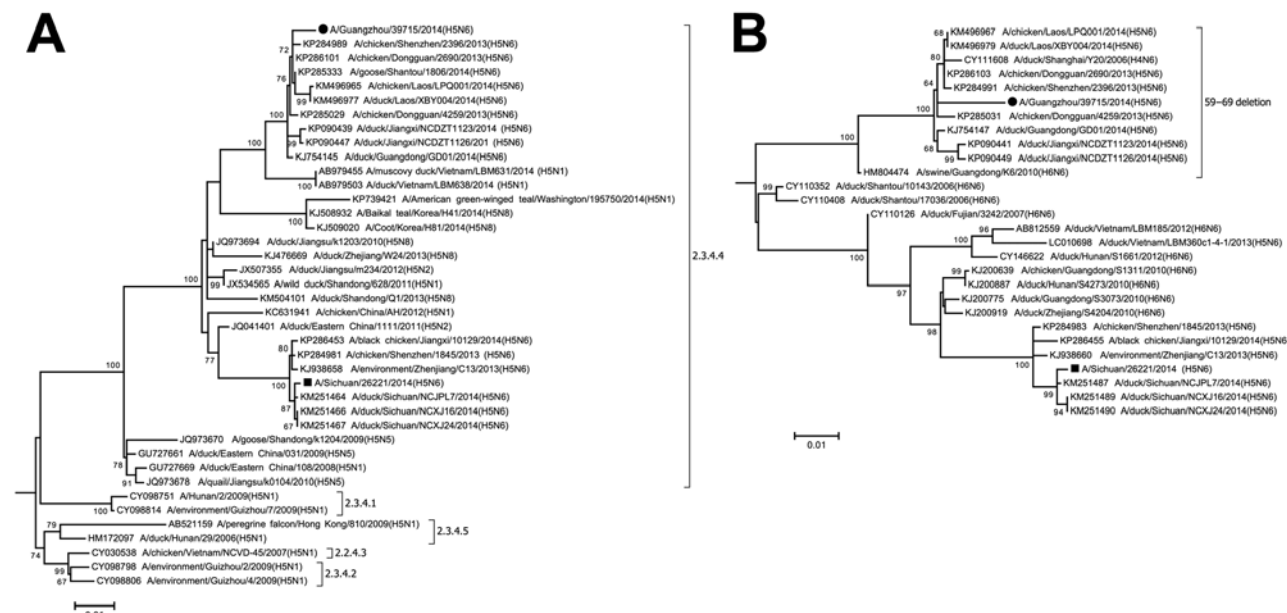 A
A/Guangzhou/39715/2014(H5N6)
72
KP284989 A/chicken/Shenzhen/2396/2013(H5N6)
KP286101 A/chicken/Dongguan/2690/2013(H5N6)
76
KP285333 A/goose/Shantou/1806/2014(H5N6)
KM496965 A/chicken/Laos/LPQ001/2014(H5N6)
99
KM496977 A/duck/Laos/XBY004/2014(H5N6)
100
KP285029 A/chicken/Dongguan/4259/2013(H5N6)
KP090439 A/duck/Jiangxi/NCDZT1123/2014 (H5N6)
99
KP090447 A/duck/Jiangxi/NCDZT1126/201 (H5N6)
100
KJ754145 A/duck/Guangdong/GD01/2014(H5N6)
AB979455 A/muscovy duck/Vietnam/LBM631/2014 (H5N1)
100
AB979503 A/duck/Vietnam/LBM638/2014 (H5N1)
KP739421 A/American green-winged teal/Washington/195750/2014(H5N1)
KJ508932 A/Baikal teal/Korea/H41/2014(H5N8)
100
KJ509020 A/Coot/Korea/H81/2014(H5N8)
JQ973694 A/duck/Jiangsu/k1203/2010(H5N8)
100
KJ476669 A/duck/Zhejiang/W24/2013(H5N8)
2.3.4.4
JX507355 A/duck/Jiangsu/m234/2012(H5N2)
99
JX534565 A/wild duck/Shandong/628/2011(H5N1)
KM504101 A/duck/Shandong/Q1/2013(H5N8)
KC631941 A/chicken/China/AH/2012(H5N1)
JQ041401 A/duck/Eastern China/1111/2011(H5N2)
KP286453 A/black chicken/Jiangxi/10129/2014(H5N6)
80
77
KP284981 A/chicken/Shenzhen/1845/2013 (H5N6)
100
KJ938658 A/environment/Zhenjiang/C13/2013(H5N6)
100
A/Sichuan/26221/2014(H5N6)
KM251464 A/duck/Sichuan/NCJPL7/2014(H5N6)
87
KM251466 A/duck/Sichuan/NCXJ16/2014(H5N6)
67
KM251467 A/duck/Sichuan/NCXJ24/2014(H5N6)
JQ973670 A/goose/Shandong/k1204/2009(H5N5)
GU727661 A/duck/Eastern China/031/2009(H5N5)
78
GU727669 A/duck/Eastern China/108/2008(H5N1)
91
JQ973678 A/quail/Jiangsu/k0104/2010(H5N5)
CY098751 A/Hunan/2/2009(H5N1)
2.3.4.1
100
CY098814 A/environment/Guizhou/7/2009(H5N1)
79
AB521159 A/peregrine falcon/Hong Kong/810/2009(H5N1)
2.3.4.5
HM172097 A/duck/Hunan/29/2006(H5N1)
74
CY030538 A/chicken/Vietnam/NCVD-45/2007(H5N1)
2.2.4.3
99
CY098798 A/environment/Guizhou/2/2009(H5N1)
2.3.4.2
67
CY098806 A/environment/Guizhou/4/2009(H5N1)
B
68
KM496967 A/chicken/Laos/LPQ001/2014(H5N6)
KM496979 A/duck/Laos/XBY004/2014(H5N6)
80
CY111608 A/duck/Shanghai/Y20/2006(H4N6)
KP286103 A/chicken/Dongguan/2690/2013(H5N6)
64
KP284991 A/chicken/Shenzhen/2396/2013(H5N6)
A/Guangzhou/39715/2014(H5N6)
59–69 deletion
100
KP285031 A/chicken/Dongguan/4259/2013(H5N6)
KJ754147 A/duck/Guangdong/GD01/2014(H5N6)
68
KP090441 A/duck/Jiangxi/NCDZT1123/2014(H5N6)
99
KP090449 A/duck/Jiangxi/NCDZT1126/2014(H5N6)
100
HM804474 A/swine/Guangdong/K6/2010(H6N6)
99
CY110352 A/duck/Shantou/10143/2006(H6N6)
CY110408 A/duck/Shantou/17036/2006(H6N6)
CY110126 A/duck/Fujian/3242/2007(H6N6)
96
AB812559 A/duck/Vietnam/LBM185/2012(H6N6)
100
LC010698 A/duck/Vietnam/LBM360c1-4-1/2013(H5N6)
100
CY146622 A/duck/Hunan/S1661/2012(H6N6)
99
KJ200639 A/chicken/Guangdong/S1311/2010(H6N6)
KJ200887 A/duck/Hunan/S4273/2010(H6N6)
97
KJ200775 A/duck/Guangdong/S3073/2010(H6N6)
KJ200919 A/duck/Zhejiang/S4204/2010(H6N6)
98
KP284983 A/chicken/Shenzhen/1845/2013(H5N6)
KP286455 A/black chicken/Jiangxi/10129/2014(H5N6)
KJ938660 A/environment/Zhenjiang/C13/2013(H5N6)
100
A/Sichuan/26221/2014 (H5N6)
KM251487 A/duck/Sichuan/NCJPL7/2014(H5N6)
99
KM251489 A/duck/Sichuan/NCXJ16/2014(H5N6)
94
KM251490 A/duck/Sichuan/NCXJ24/2014(H5N6)
0.01